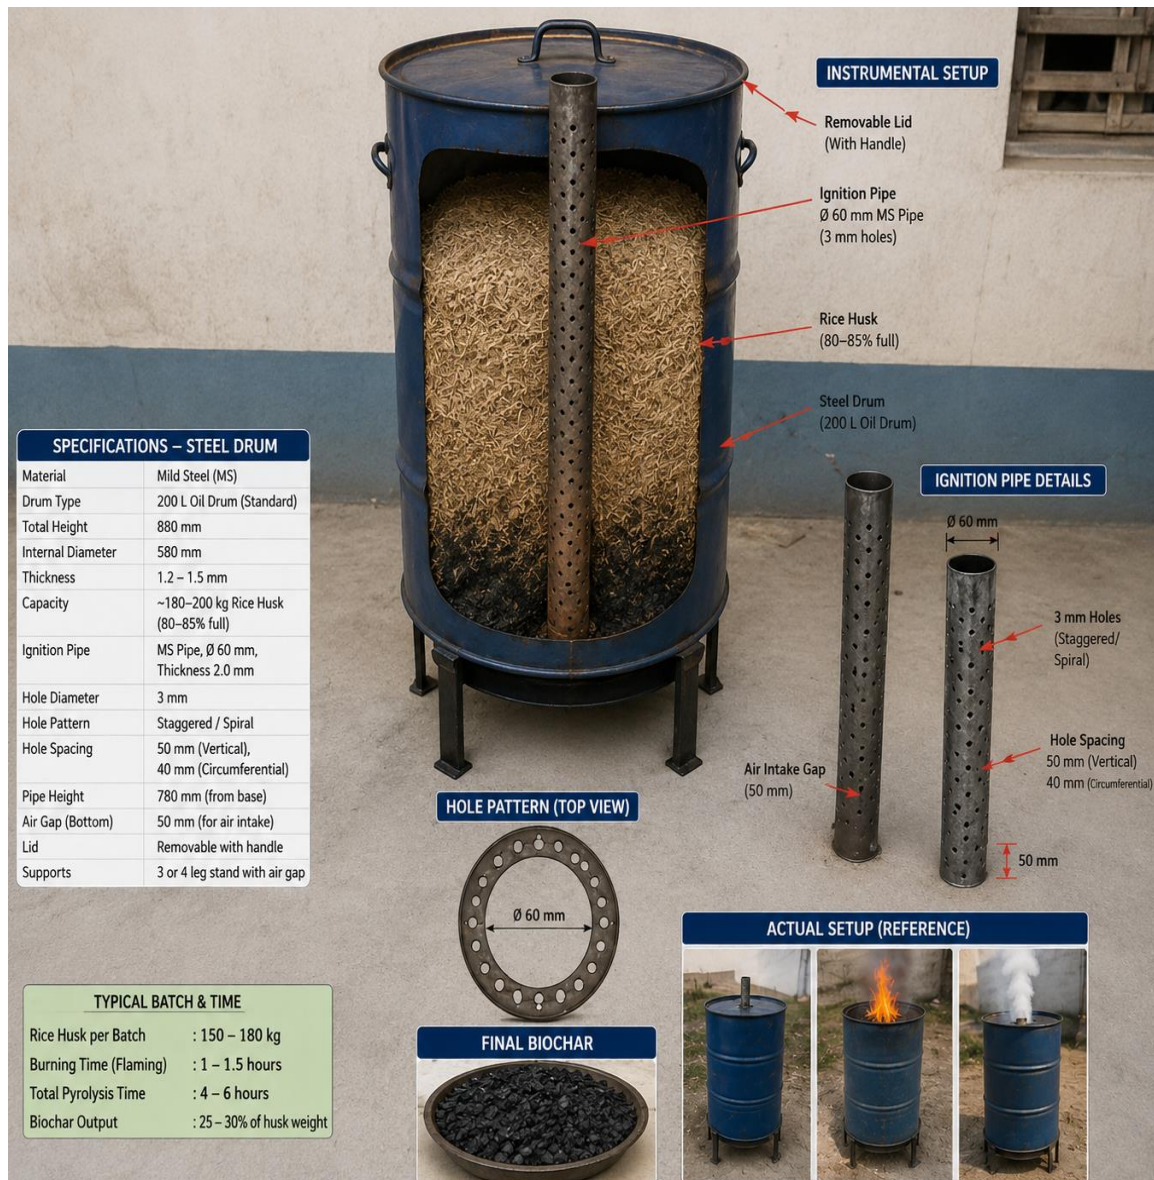 INSTRUMENTAL SETUP
Removable Lid
(With Handle)
Ignition Pipe
Ø 60 mm MS Pipe
(3 mm holes)
Rice Husk
(80–85% full)
Steel Drum
(200 L Oil Drum)
SPECIFICATIONS – STEEL DRUM
Material Mild Steel (MS)
Drum Type 200 L Oil Drum (Standard)
Total Height 880 mm
Internal Diameter 580 mm
Thickness 1.2 – 1.5 mm
Capacity ~180–200 kg Rice Husk
(80–85% full)
Ignition Pipe MS Pipe, Ø 60 mm,
Thickness 2.0 mm
Hole Diameter 3 mm
Hole Pattern Staggered / Spiral
Hole Spacing 50 mm (Vertical),
40 mm (Circumferential)
Pipe Height 780 mm (from base)
Air Gap (Bottom) 50 mm (for air intake)
Lid Removable with handle
Supports 3 or 4 leg stand with air gap
IGNITION PIPE DETAILS
Ø 60 mm
3 mm Holes
(Staggered/
Spiral)
Hole Spacing
50 mm (Vertical)
40 mm (Circumferential)
Air Intake Gap
(50 mm)
50 mm
HOLE PATTERN (TOP VIEW)
Ø 60 mm
TYPICAL BATCH & TIME
Rice Husk per Batch : 150 – 180 kg
Burning Time (Flaming) : 1 – 1.5 hours
Total Pyrolysis Time : 4 – 6 hours
Biochar Output : 25 – 30% of husk weight
FINAL BIOCHAR
ACTUAL SETUP (REFERENCE)